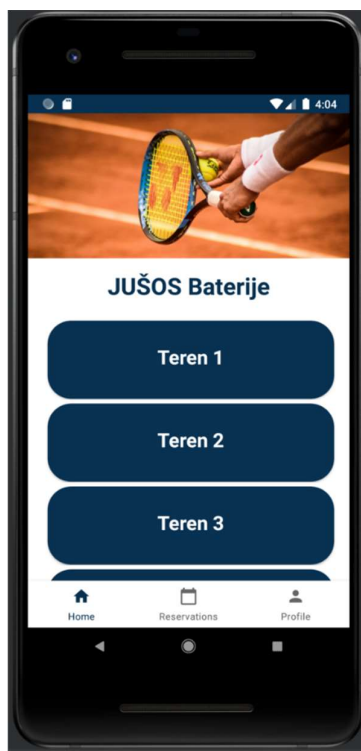 4:04
JUŠOS Baterije
Teren 1
Teren 2
Teren 3
Home
Reservations
Profile